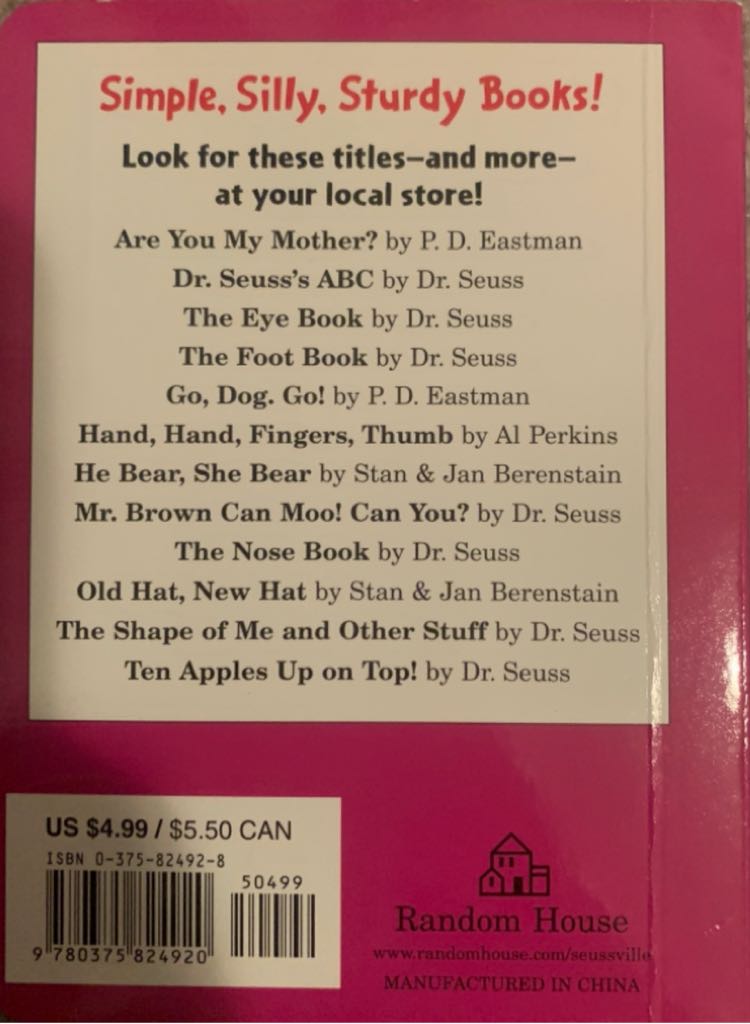 Simple, Silly, Sturdy Books!
Look for these titles—and more—
at your local store!
Are You My Mother? by P. D. Eastman
Dr. Seuss's ABC by Dr. Seuss
The Eye Book by Dr. Seuss
The Foot Book by Dr. Seuss
Go, Dog. Go! by P. D. Eastman
Hand, Hand, Fingers, Thumb by Al Perkins
He Bear, She Bear by Stan & Jan Berenstain
Mr. Brown Can Moo! Can You? by Dr. Seuss
The Nose Book by Dr. Seuss
Old Hat, New Hat by Stan & Jan Berenstain
The Shape of Me and Other Stuff by Dr. Seuss
Ten Apples Up on Top! by Dr. Seuss
US $4.99 / $5.50 CAN
ISBN 0-375-82492-8
50499
9 780375 824920
Random House
www.randomhouse.com/seussville
MANUFACTURED IN CHINA